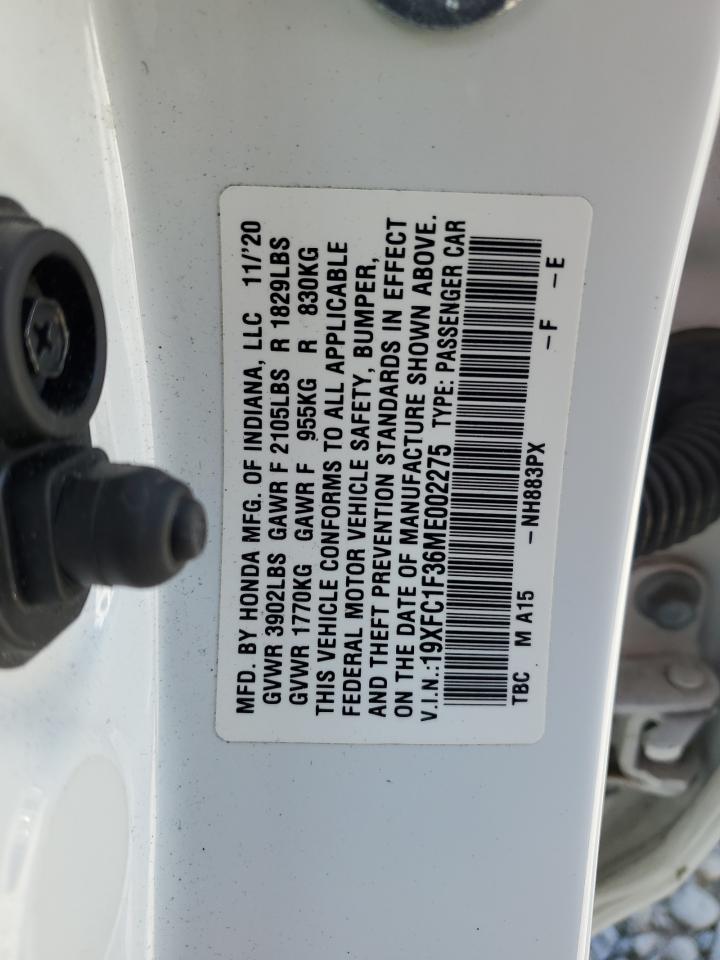 MFD. BY HONDA MFG. OF INDIANA, LLC 11/'20
GVWR 3902LBS GAWR F 2105LBS R 1829LBS
GVWR 1770KG GAWR F 955KG R 830KG
THIS VEHICLE CONFORMS TO ALL APPLICABLE
FEDERAL MOTOR VEHICLE SAFETY, BUMPER,
AND THEFT PREVENTION STANDARDS IN EFFECT
ON THE DATE OF MANUFACTURE SHOWN ABOVE.
V.I.N.:19XFC1F36ME002275 TYPE: PASSENGER CAR
TBC M A15 -NH883PX -F -E